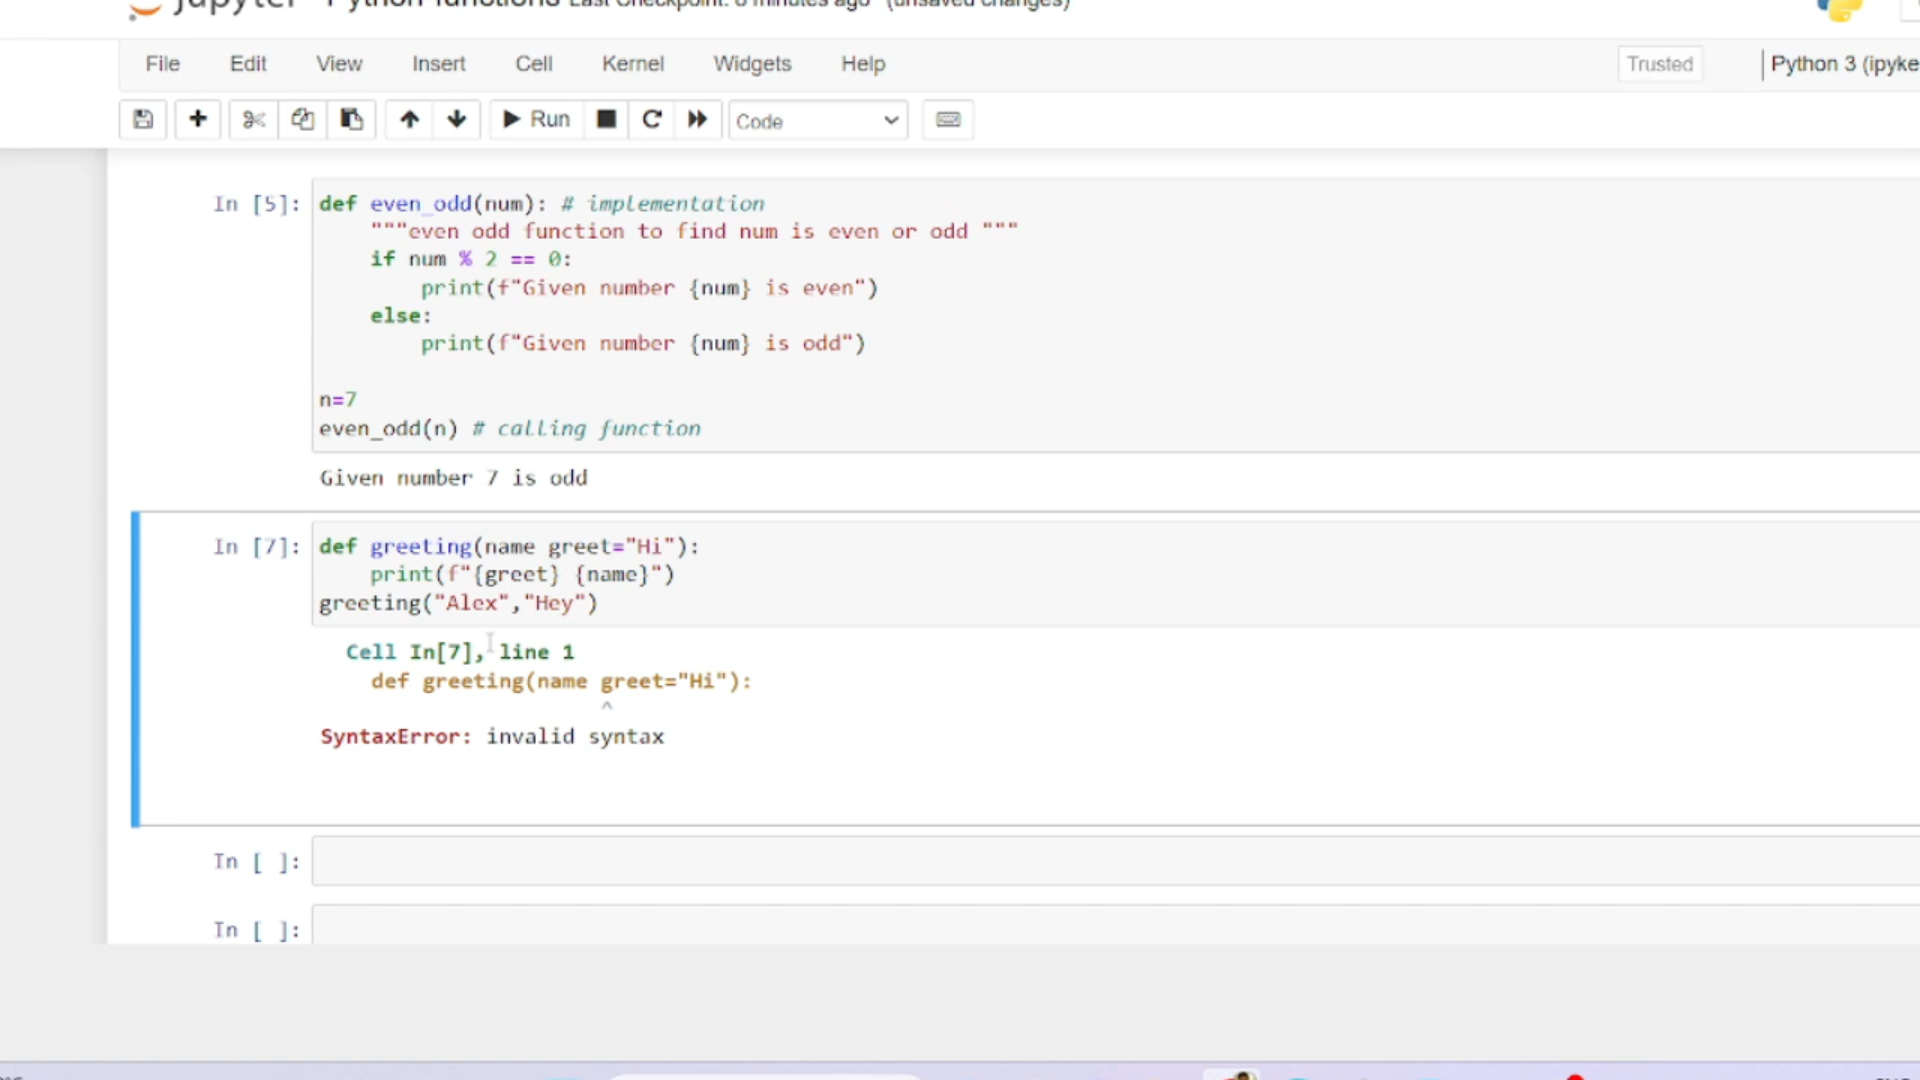 Jupyter Python functions Last Checkpoint: 6 minutes ago (unsaved changes)
File Edit View Insert Cell Kernel Widgets Help Trusted Python 3 (ipyke
Run Code
In [5]: def even_odd(num): # implementation
"""even odd function to find num is even or odd """
if num % 2 == 0:
print(f"Given number {num} is even")
else:
print(f"Given number {num} is odd")
n=7
even_odd(n) # calling function
Given number 7 is odd
In [7]: def greeting(name greet="Hi"):
print(f"{greet} {name}")
greeting("Alex","Hey")
Cell In[7], line 1
def greeting(name greet="Hi"):
^
SyntaxError: invalid syntax
In [ ]:
In [ ]: